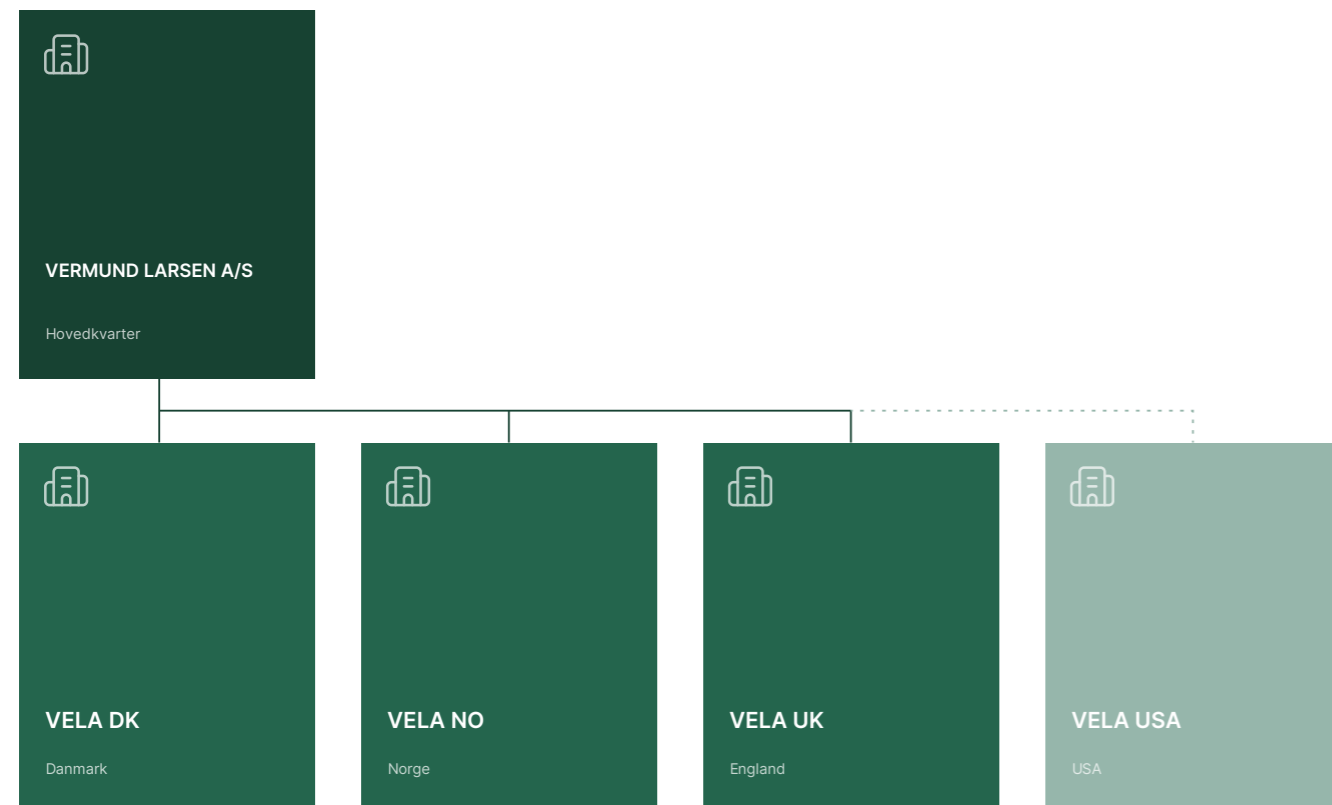 VERMUND LARSEN A/S
Hovedkvarter
VELA DK
Danmark
VELA NO
Norge
VELA UK
England
VELA USA
USA